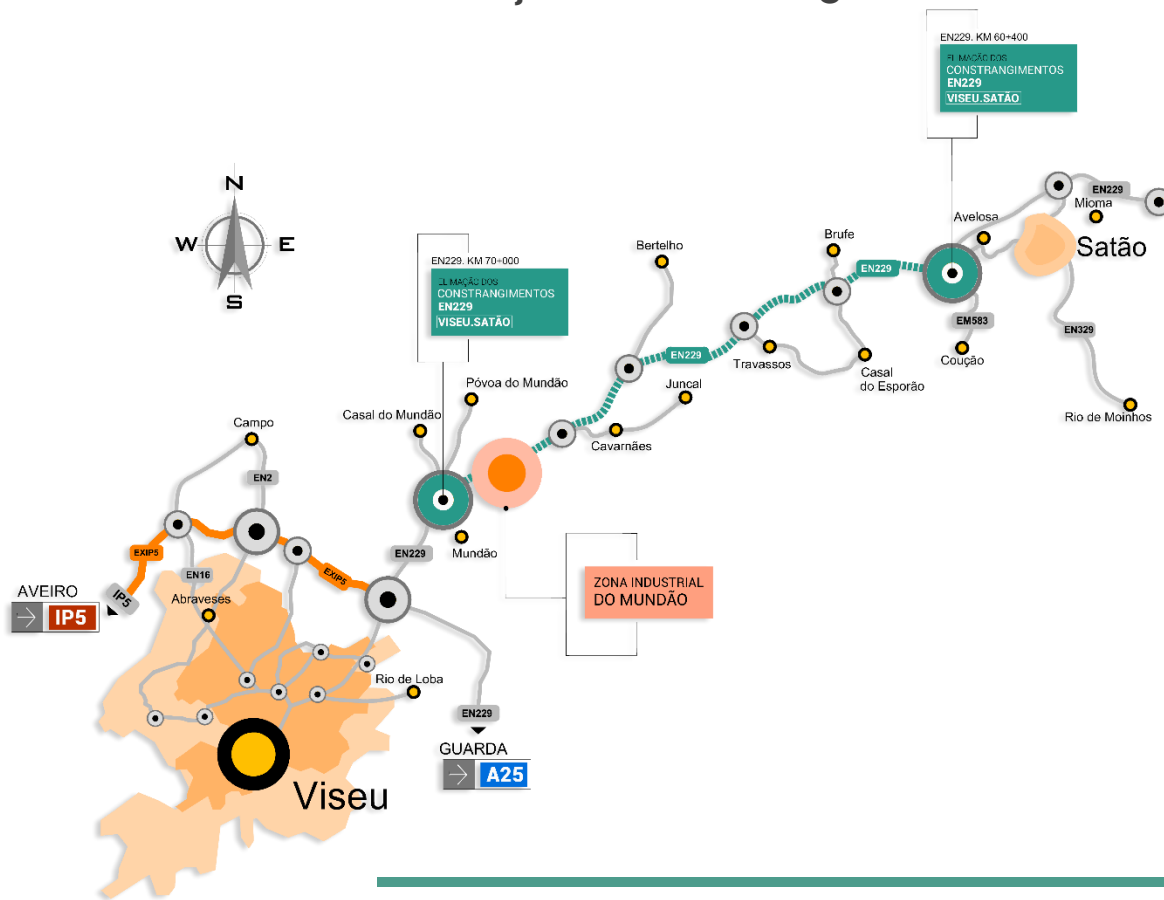 EN229. KM 60+400
ELIMAÇÃO DOS
CONSTRANGIMENTOS
EN229
VISEU.SATÃO
N
W
E
S
EN229
Mioma
Avelosa
Satão
Brufe
Bertelho
EN229. KM 70+000
ELIMAÇÃO DOS
CONSTRANGIMENTOS
EN229
VISEU.SATÃO
EN229
EM583
EN329
EN229
Travassos
Coução
Casal
do Esporão
Póvoa do Mundão
Juncal
Rio de Moinhos
Casal do Mundão
Campo
Cavarnães
EN2
EXIP5
EN229
Mundão
EN16
EXIP5
ZONA INDUSTRIAL
DO MUNDÃO
AVEIRO
IP5
IP5
Abraveses
Rio de Loba
EN229
GUARDA
A25
Viseu